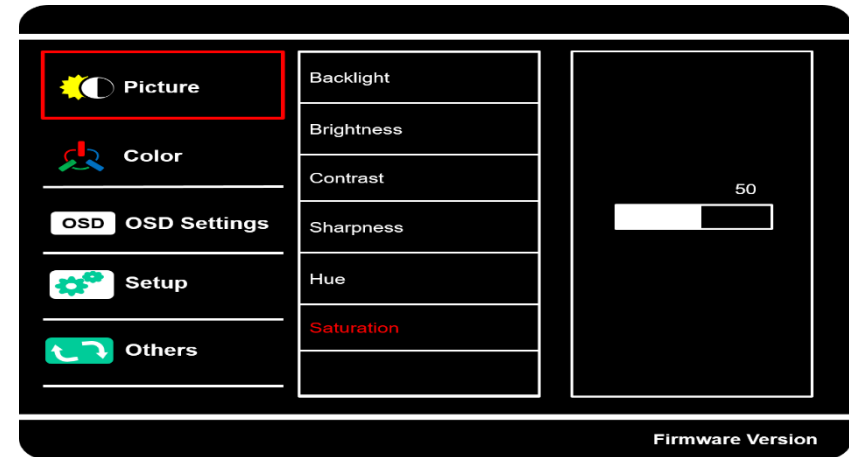 Picture
Color
OSD OSD Settings
Setup
Others
Backlight
Brightness
Contrast
Sharpness
Hue
Saturation
50
Firmware Version